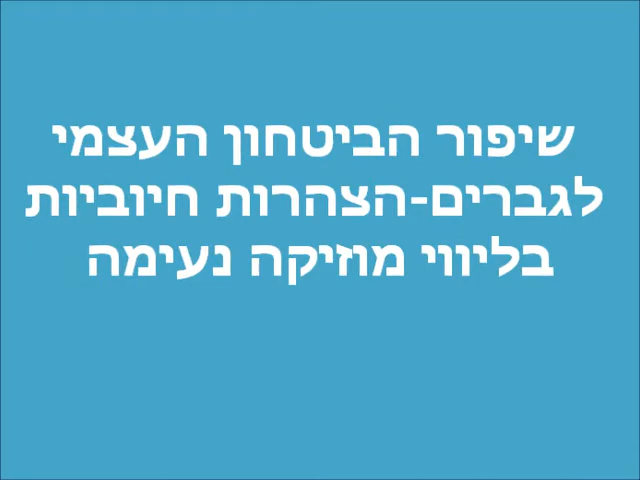 שיפור הביטחון העצמי
לגברים-הצהרות חיוביות
בליווי מוזיקה נעימה